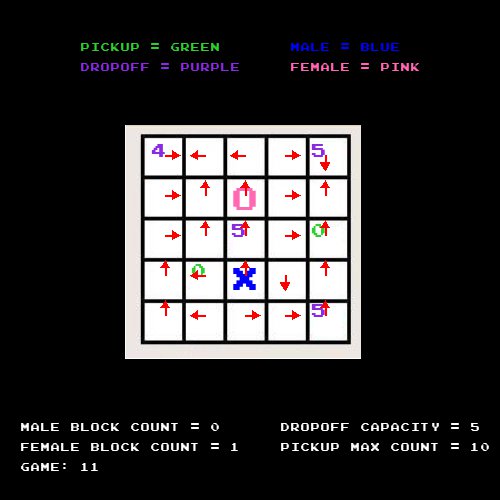 PICKUP = GREEN MALE = BLUE
DROPOFF = PURPLE FEMALE = PINK
4 5
5 0
0
5
MALE BLOCK COUNT = 0 DROPOFF CAPACITY = 5
FEMALE BLOCK COUNT = 1 PICKUP MAX COUNT = 10
GAME: 11